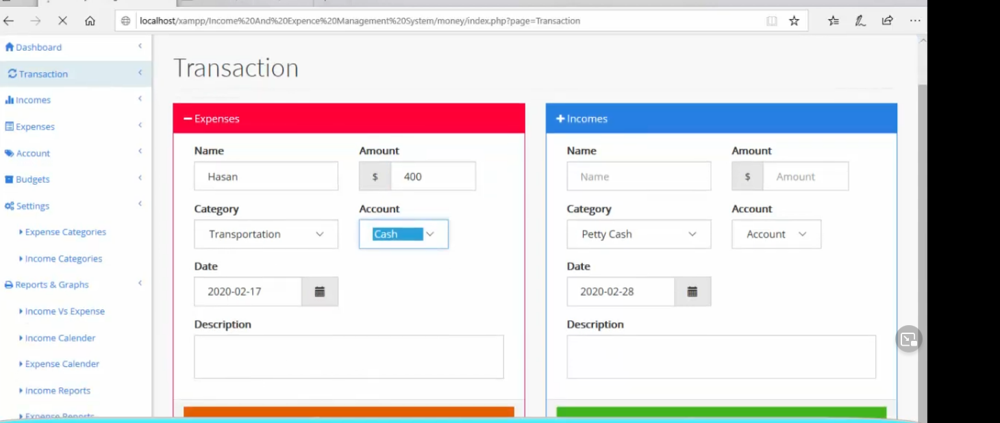 localhost/xampp/Income%20And%20Expence%20Management%20System/money/index.php?page=Transaction
Dashboard
Transaction
Incomes
Expenses
Account
Budgets
Settings
Expense Categories
Income Categories
Reports & Graphs
Income Vs Expense
Income Calender
Expense Calender
Income Reports
Expense Reports
Transaction
Expenses
Name Amount
Hasan $ 400
Category Account
Transportation Cash
Date
2020-02-17
Description
Incomes
Name Amount
Name $ Amount
Category Account
Petty Cash Account
Date
2020-02-28
Description